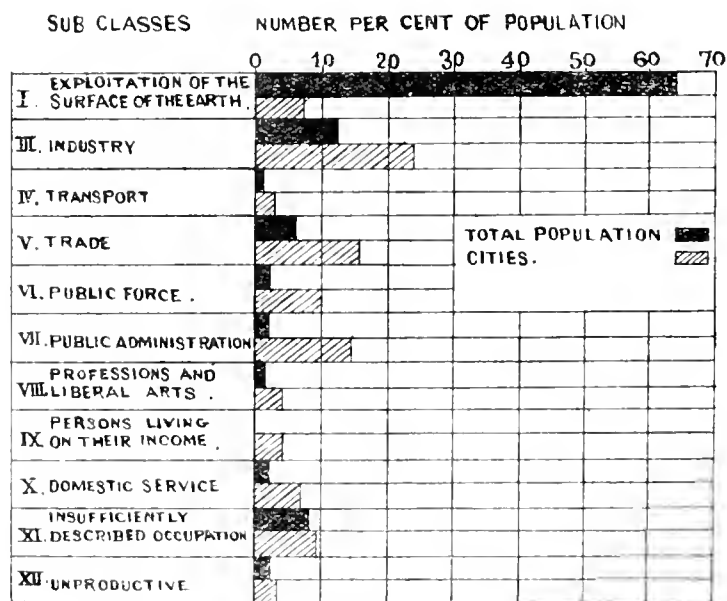 SUB CLASSES NUMBER PER CENT OF POPULATION
0 10 20 30 40 50 60 70
EXPLOITATION OF THE
I. SURFACE OF THE EARTH.
III. INDUSTRY
IV. TRANSPORT
V. TRADE
TOTAL POPULATION
CITIES.
VI. PUBLIC FORCE.
VII. PUBLIC ADMINISTRATION
PROFESSIONS AND
VIII. LIBERAL ARTS.
PERSONS LIVING
IX. ON THEIR INCOME.
X. DOMESTIC SERVICE
INSUFFICIENTLY
XI. DESCRIBED OCCUPATION
XII. UNPRODUCTIVE